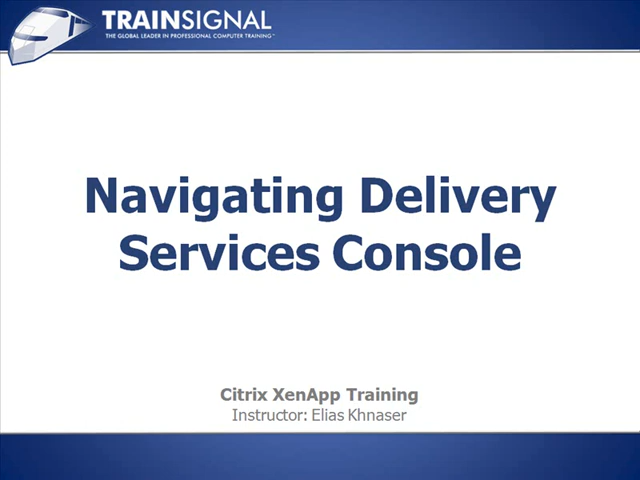 TRAINSIGNAL
THE GLOBAL LEADER IN PROFESSIONAL COMPUTER TRAINING™
Navigating Delivery
Services Console
Citrix XenApp Training
Instructor: Elias Khnaser